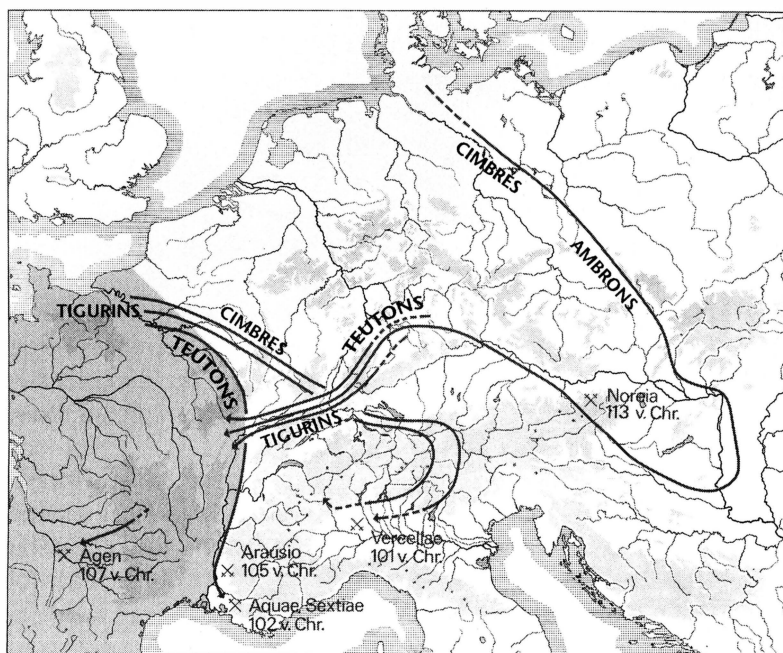 CIMBRES
AMBRONS
TIGURINS
CIMBRES
TEUTONS
TEUTONS
TIGURINS
Noreia
113 v. Chr.
Vercellae
101 v. Chr.
Agen
107 v. Chr.
Arausio
105 v. Chr.
Aquae Sextiae
102 v. Chr.